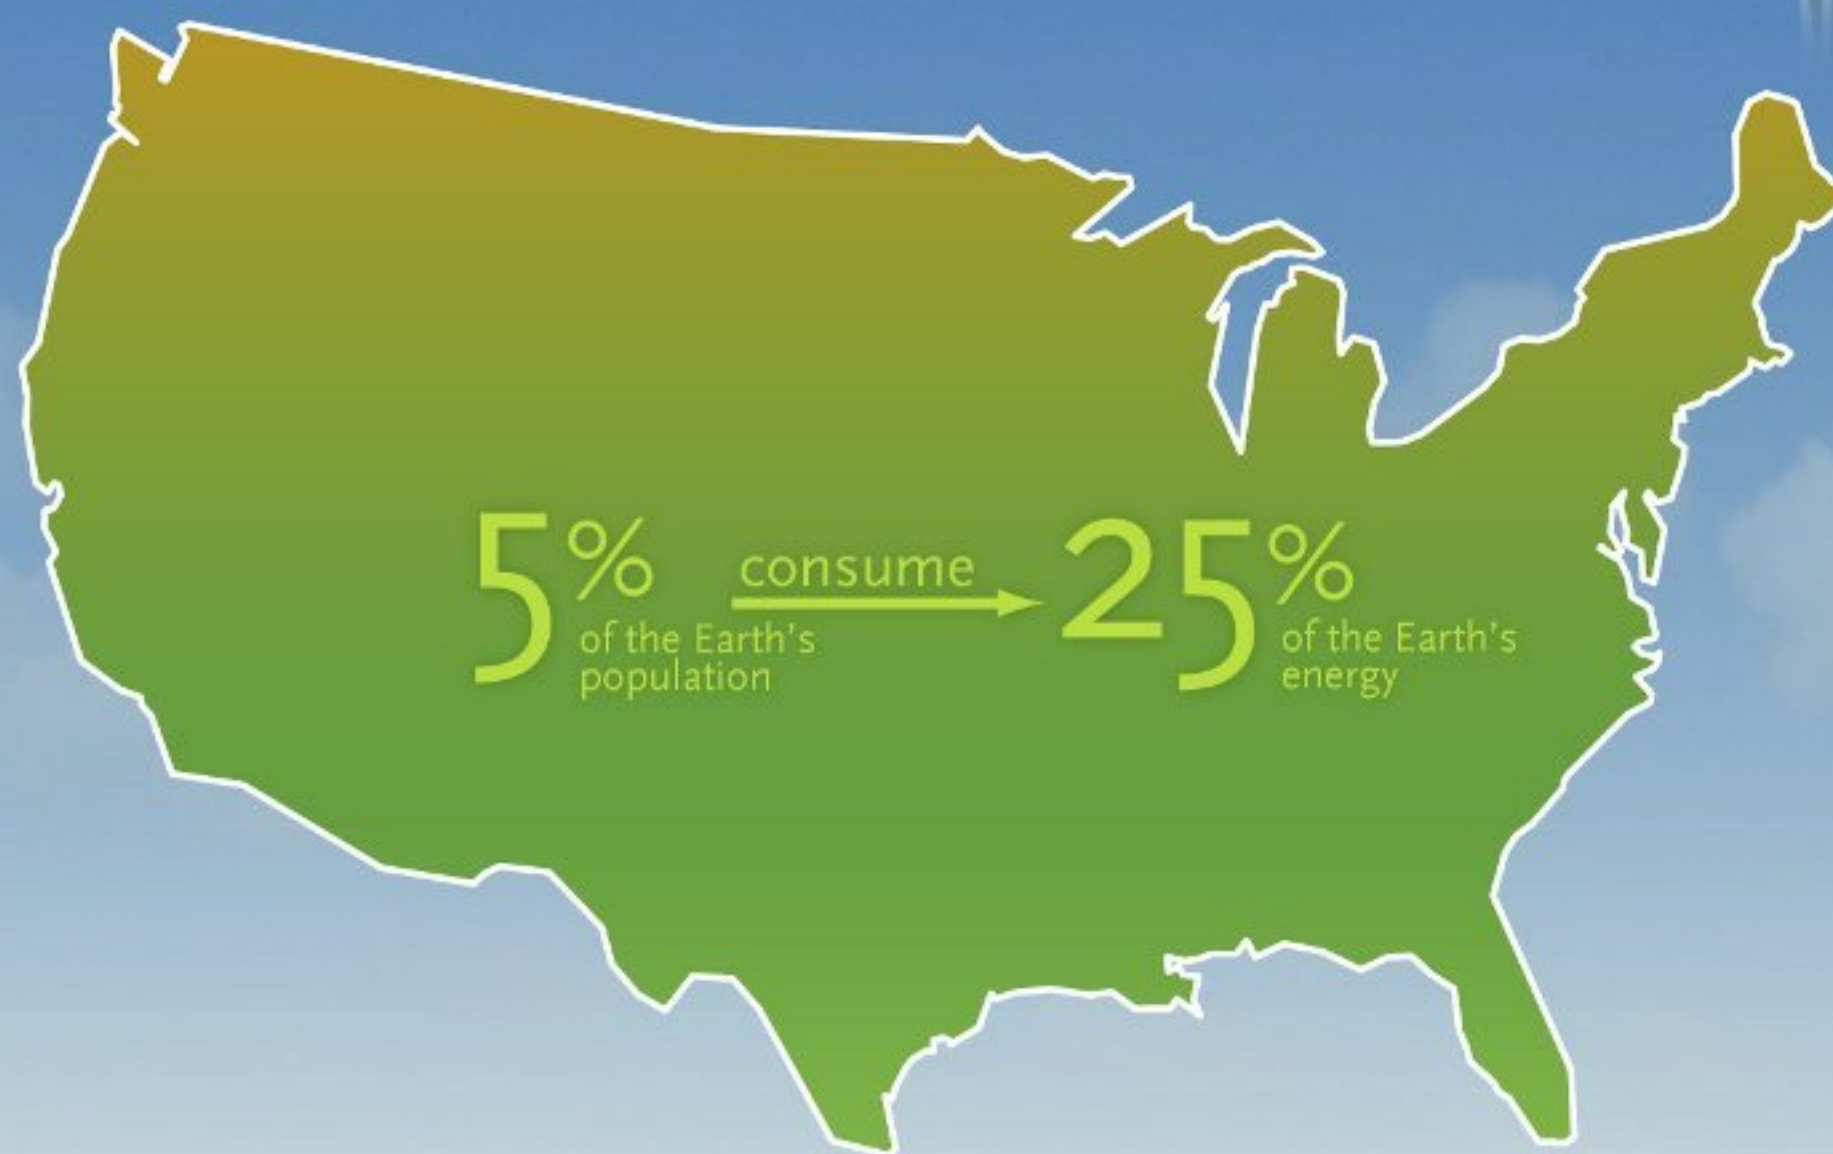 5% consume 25%
of the Earth's of the Earth's
population energy